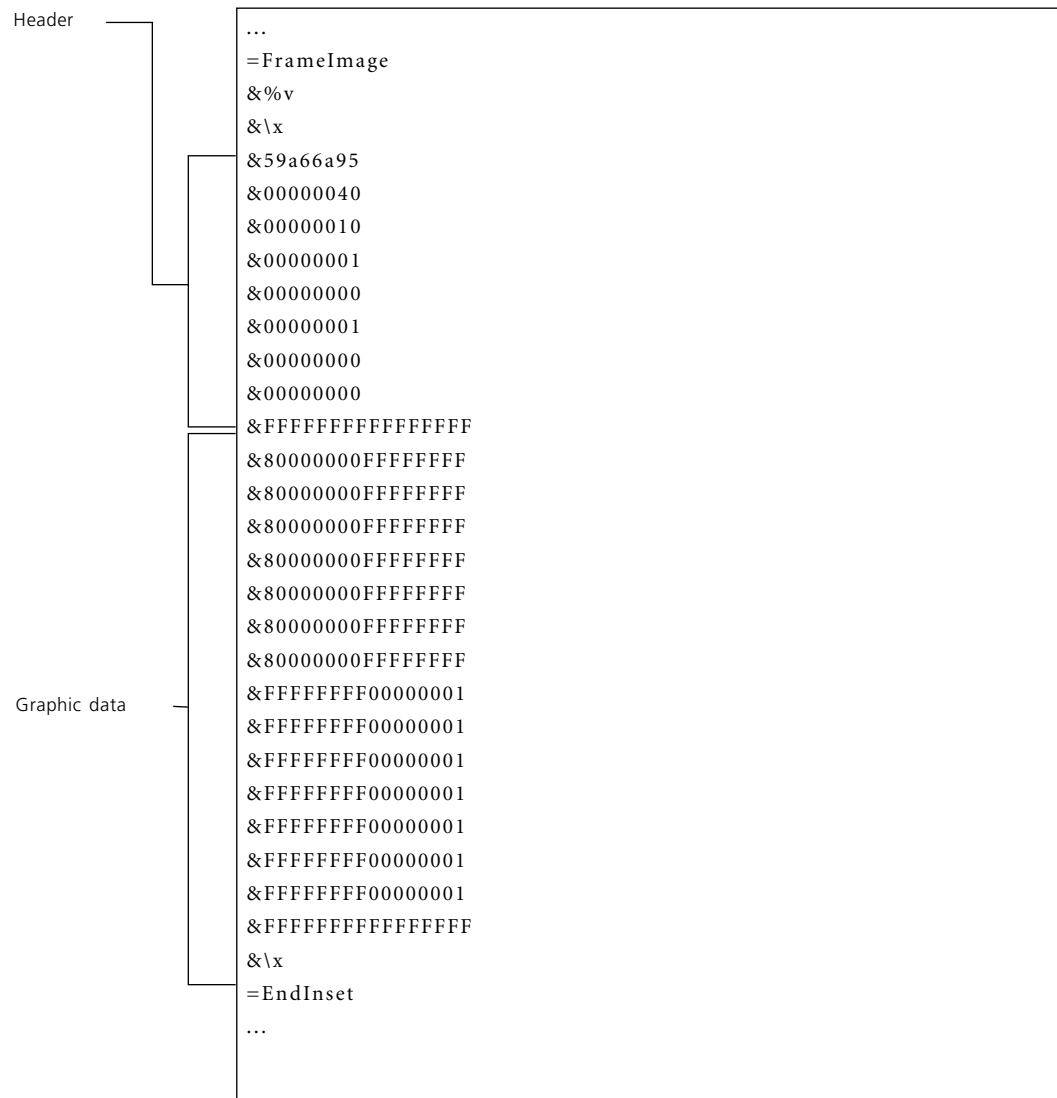 Header
...
=FrameImage
&%v
&\x
&59a66a95
&00000040
&00000010
&00000001
&00000000
&00000001
&00000000
&00000000
&FFFFFFFFFFFFFFFF
&80000000FFFFFFFF
&80000000FFFFFFFF
&80000000FFFFFFFF
&80000000FFFFFFFF
&80000000FFFFFFFF
&80000000FFFFFFFF
&80000000FFFFFFFF
Graphic data
&FFFFFFFF00000001
&FFFFFFFF00000001
&FFFFFFFF00000001
&FFFFFFFF00000001
&FFFFFFFF00000001
&FFFFFFFF00000001
&FFFFFFFF00000001
&FFFFFFFFFFFFFFFF
&\x
=EndInset
...